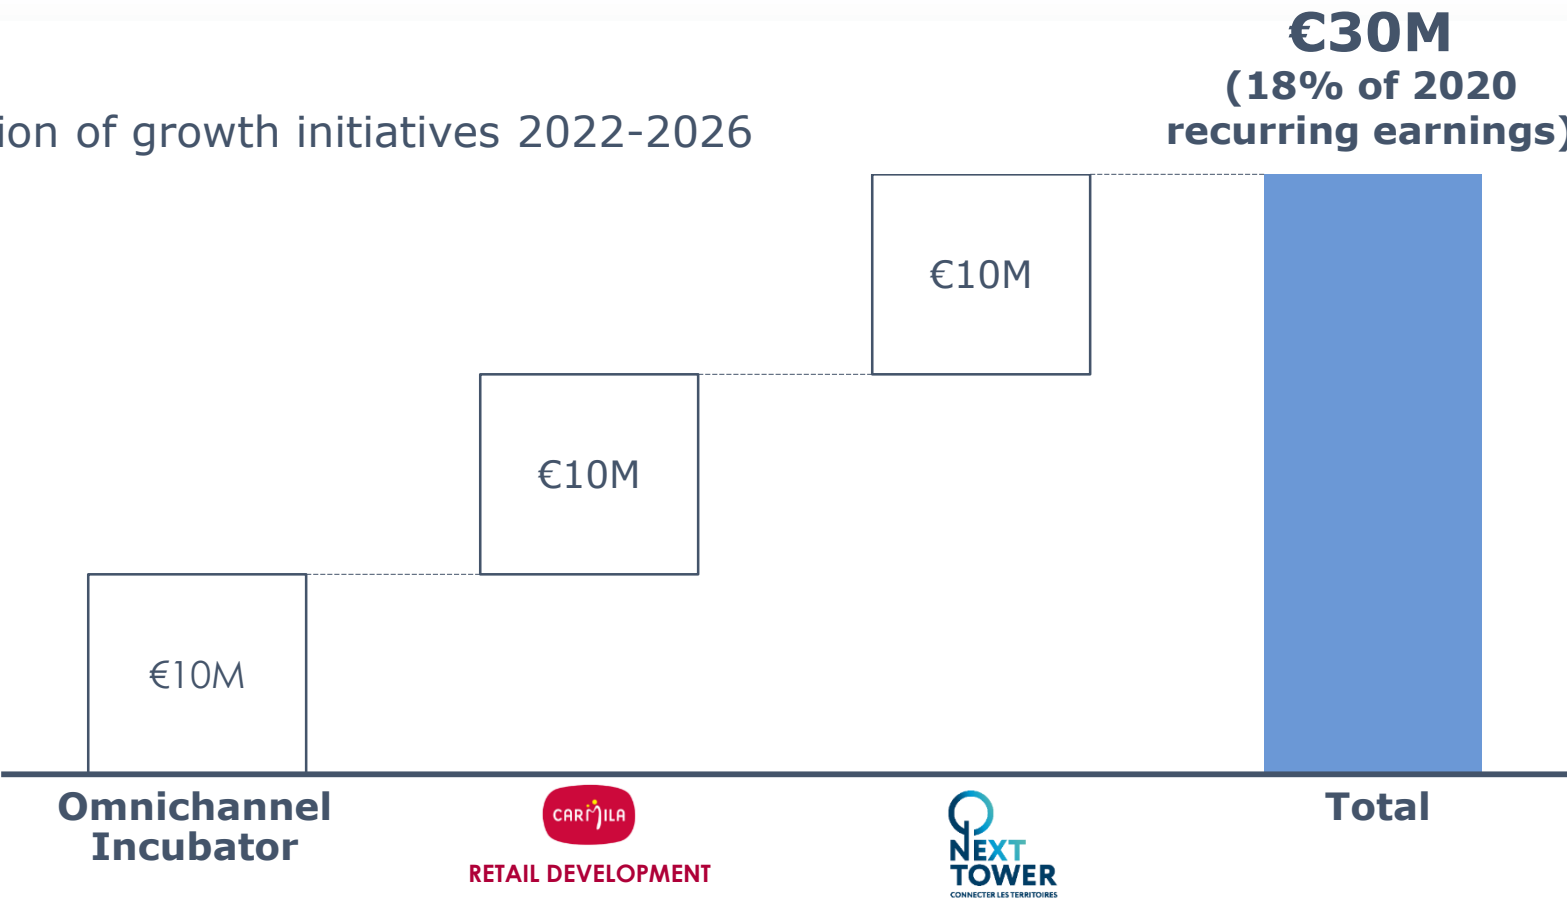 €30M
(18% of 2020
recurring earnings)
ion of growth initiatives 2022-2026
€10M
€10M
€10M
Omnichannel
Incubator
CARMILA
RETAIL DEVELOPMENT
NEXT
TOWER
CONNECTER LES TERRITOIRES
Total